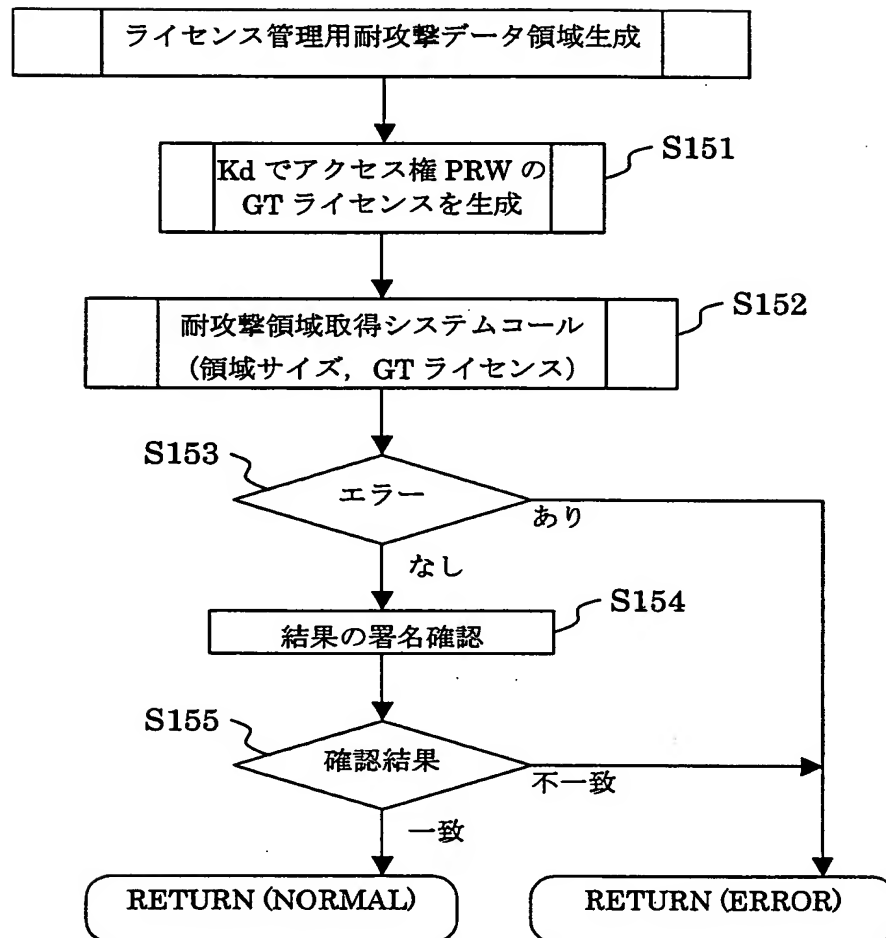 ライセンス管理用耐攻撃データ領域生成
S151
Kd でアクセス権 PRW の
GT ライセンスを生成
S152
耐攻撃領域取得システムコール
(領域サイズ, GT ライセンス)
S153
エラー
あり
なし
S154
結果の署名確認
S155
確認結果
不一致
一致
RETURN (NORMAL)
RETURN (ERROR)